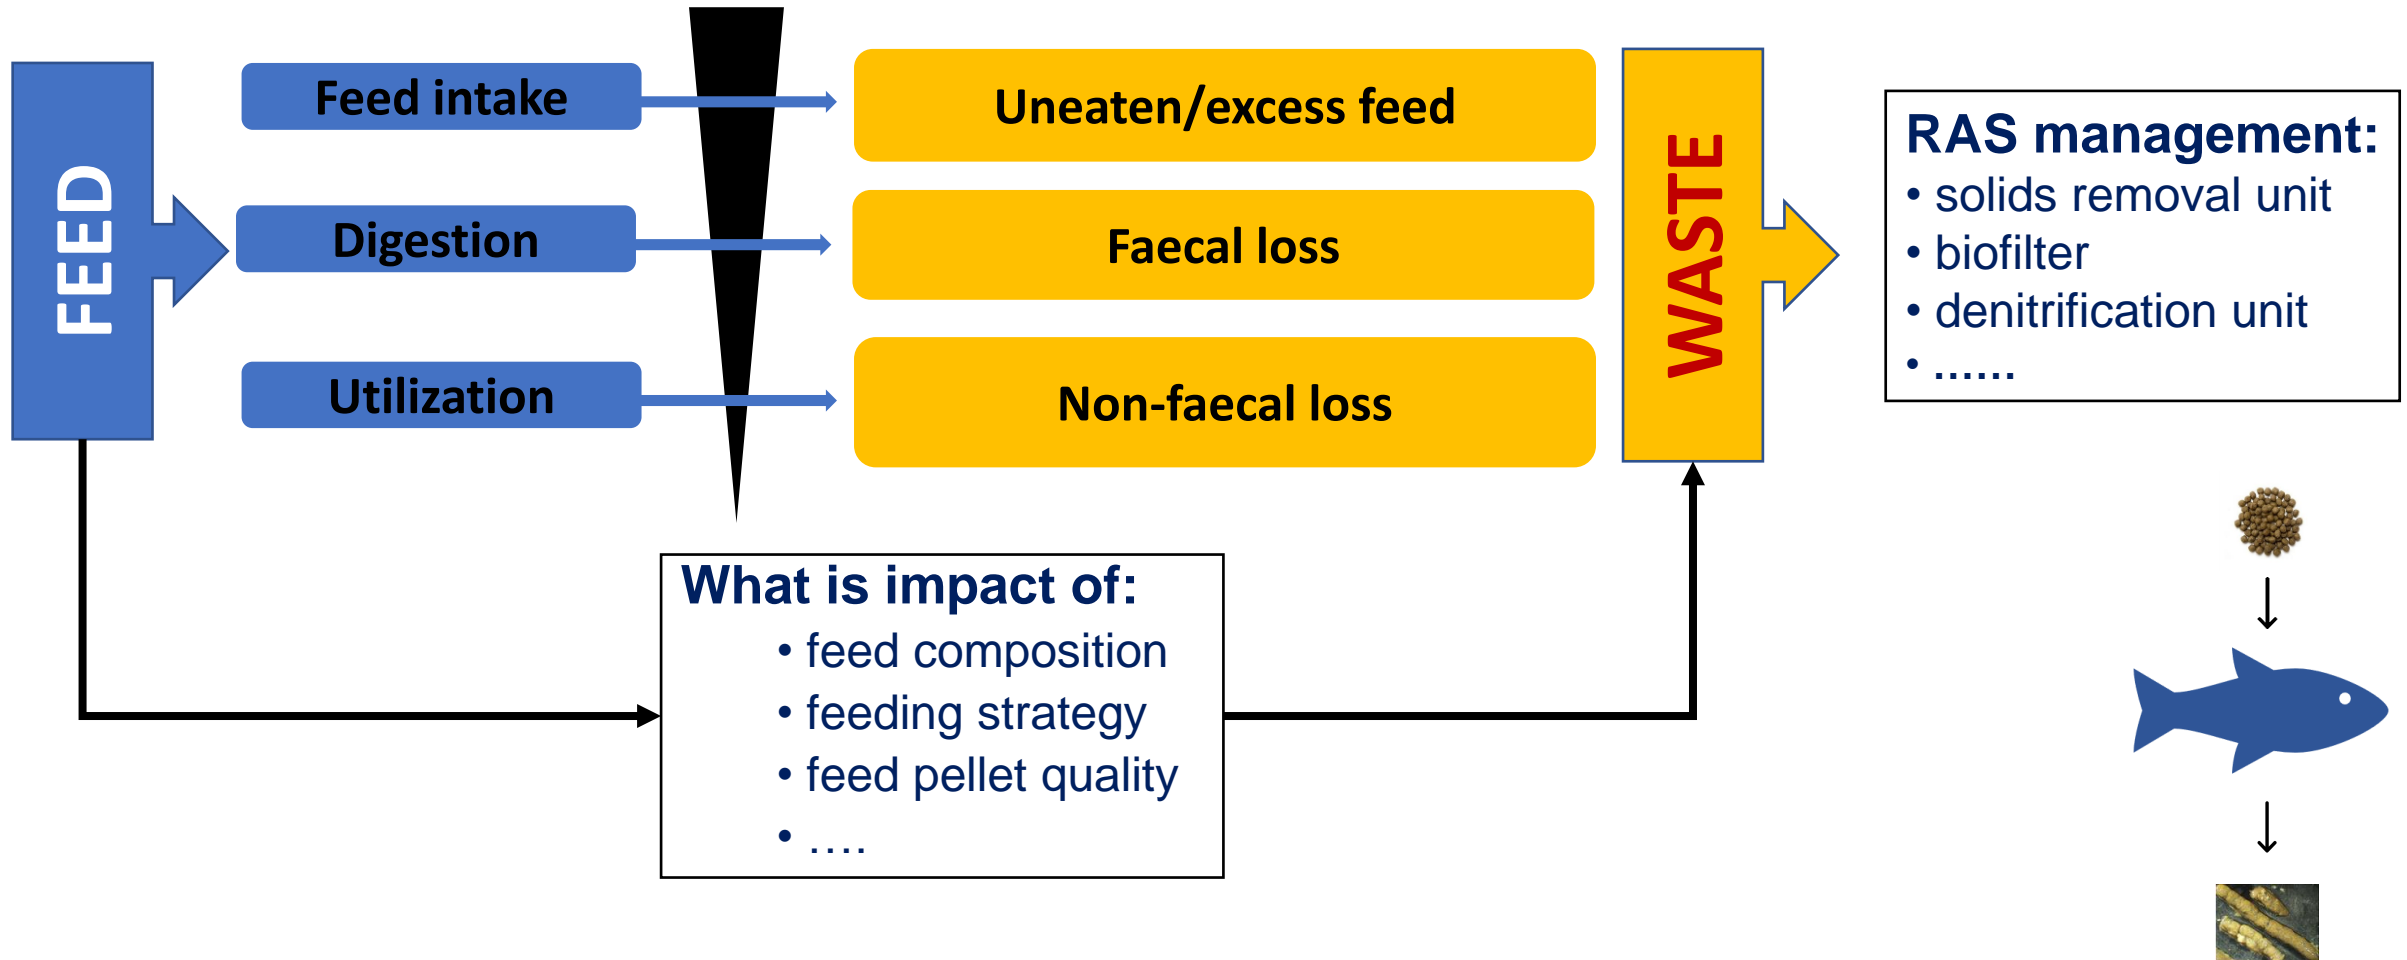 FEED
Feed intake
Digestion
Utilization
Uneaten/excess feed
Faecal loss
Non-faecal loss
WASTE
RAS management:
• solids removal unit
• biofilter
• denitrification unit
• ......
What is impact of:
• feed composition
• feeding strategy
• feed pellet quality
• ....